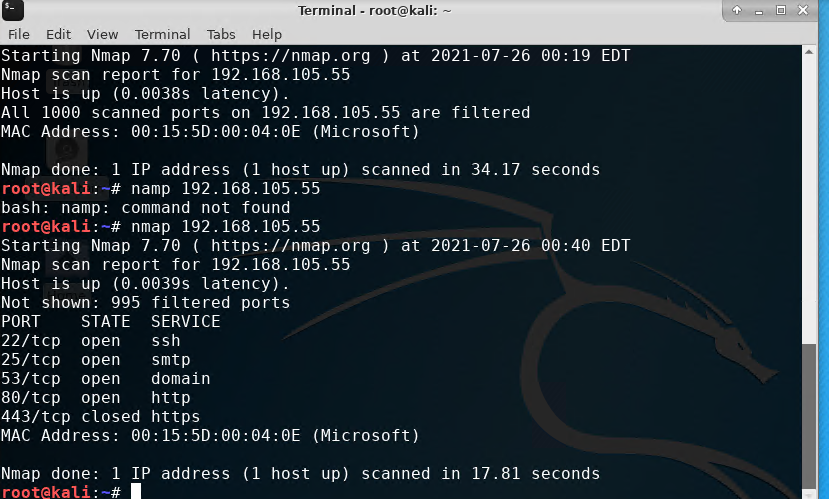 Terminal - root@kali: ~
File Edit View Terminal Tabs Help
Starting Nmap 7.70 ( https://nmap.org ) at 2021-07-26 00:19 EDT
Nmap scan report for 192.168.105.55
Host is up (0.0038s latency).
All 1000 scanned ports on 192.168.105.55 are filtered
MAC Address: 00:15:5D:00:04:0E (Microsoft)
Nmap done: 1 IP address (1 host up) scanned in 34.17 seconds
root@kali:~# namp 192.168.105.55
bash: namp: command not found
root@kali:~# nmap 192.168.105.55
Starting Nmap 7.70 ( https://nmap.org ) at 2021-07-26 00:40 EDT
Nmap scan report for 192.168.105.55
Host is up (0.0039s latency).
Not shown: 995 filtered ports
PORT    STATE  SERVICE
22/tcp  open   ssh
25/tcp  open   smtp
53/tcp  open   domain
80/tcp  open   http
443/tcp closed https
MAC Address: 00:15:5D:00:04:0E (Microsoft)
Nmap done: 1 IP address (1 host up) scanned in 17.81 seconds
root@kali:~#